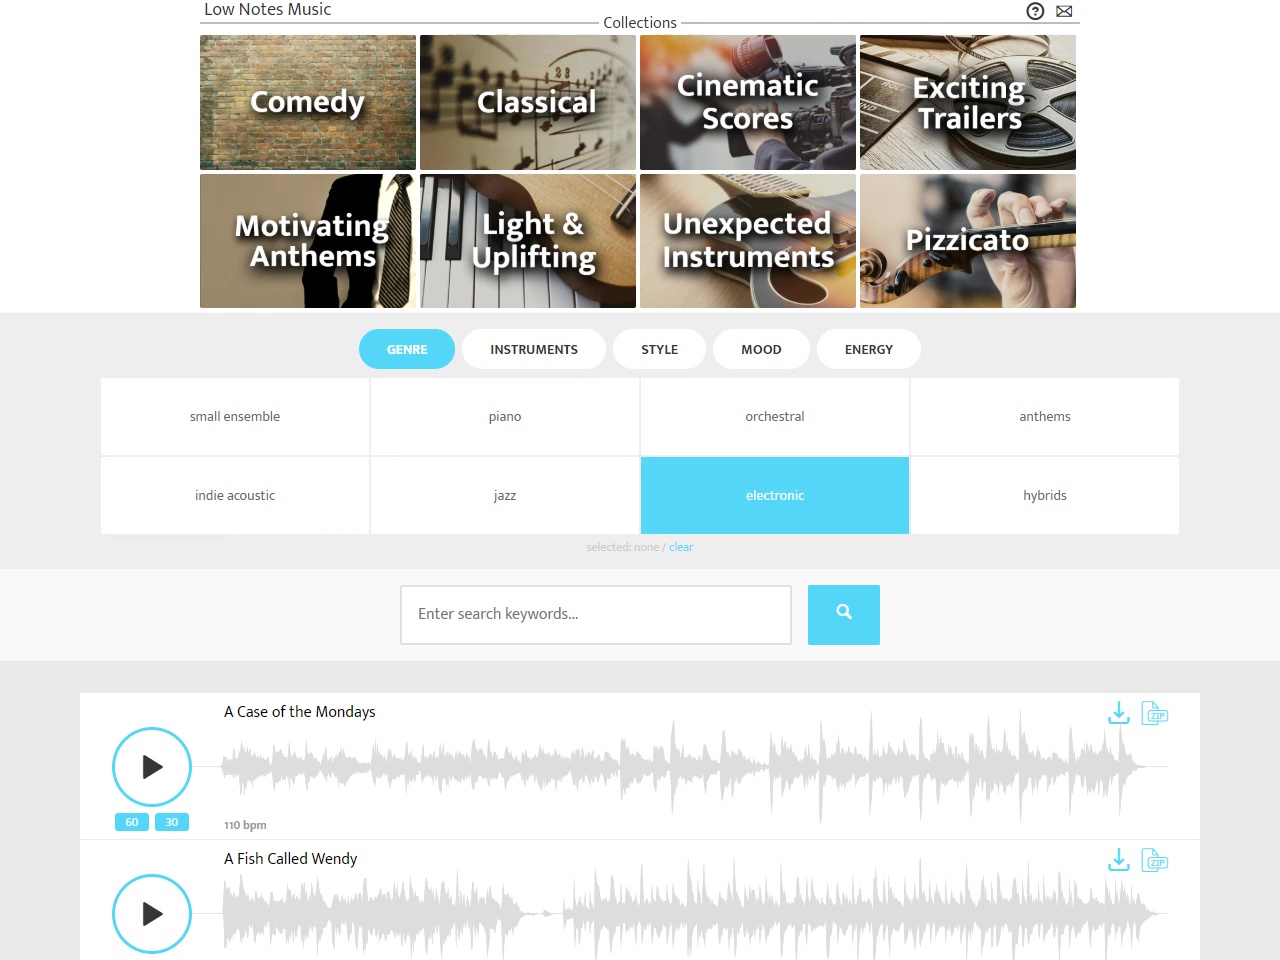 Low Notes Music
Collections
Comedy
Classical
Cinematic
Scores
Exciting
Trailers
Motivating
Anthems
Light &
Uplifting
Unexpected
Instruments
Pizzicato
GENRE INSTRUMENTS STYLE MOOD ENERGY
small ensemble piano orchestral anthems
indie acoustic jazz electronic hybrids
selected: none / clear
Enter search keywords...
A Case of the Mondays
ZIP
60 30
110 bpm
A Fish Called Wendy
ZIP